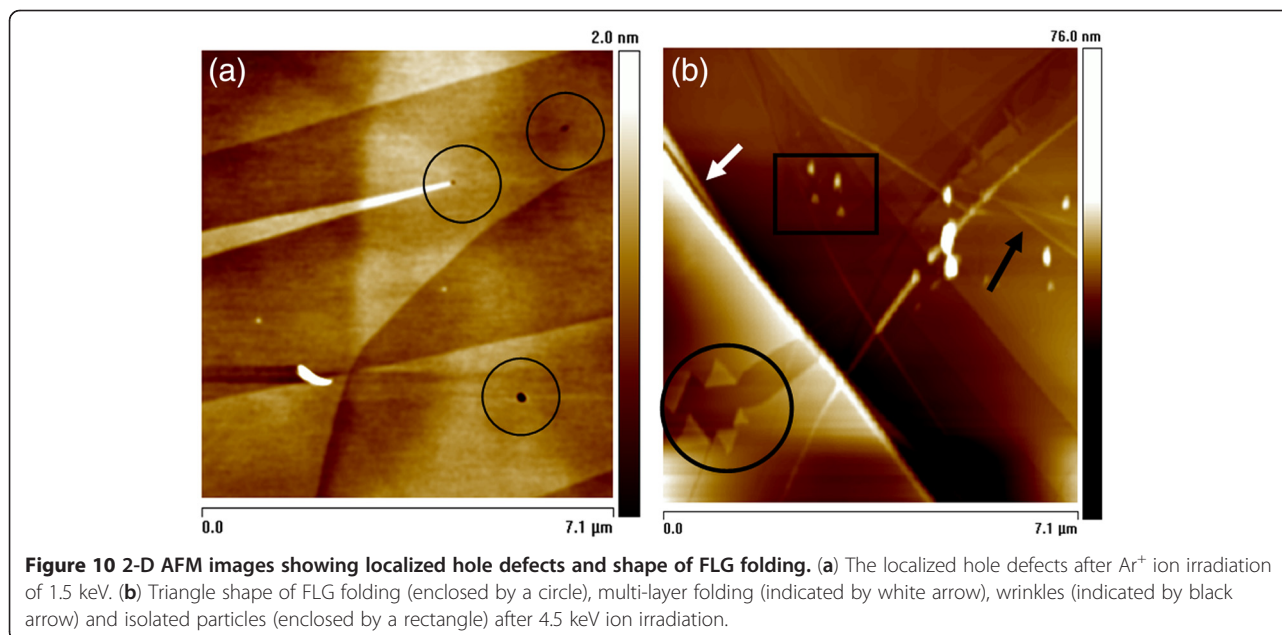 2.0 nm
76.0 nm
(a)
(b)
0.0
7.1 µm
0.0
7.1 µm
Figure 10 2-D AFM images showing localized hole defects and shape of FLG folding. (a) The localized hole defects after Ar⁺ ion irradiation
of 1.5 keV. (b) Triangle shape of FLG folding (enclosed by a circle), multi-layer folding (indicated by white arrow), wrinkles (indicated by black
arrow) and isolated particles (enclosed by a rectangle) after 4.5 keV ion irradiation.